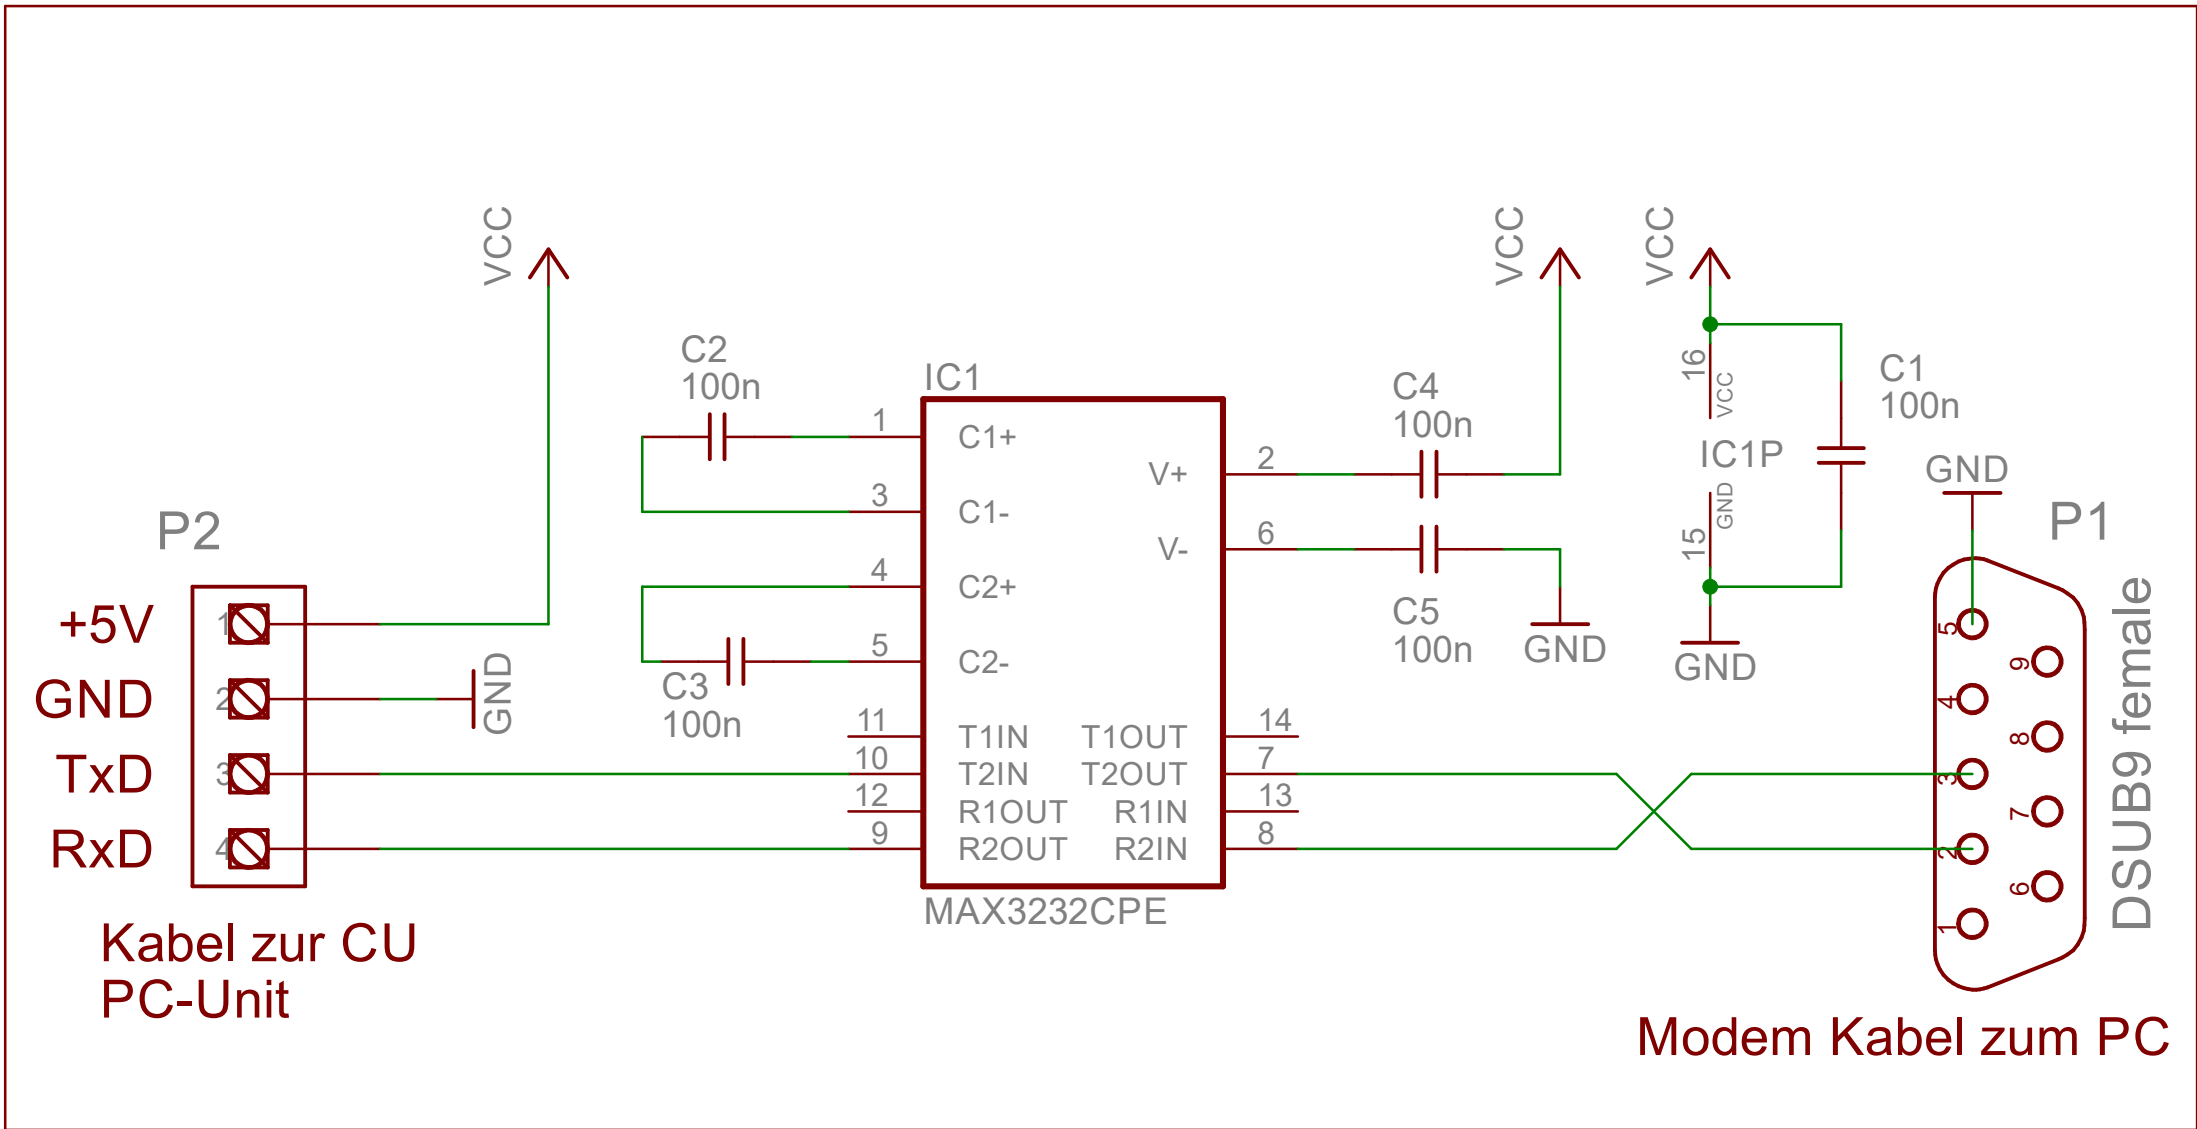 VCC
VCC
VCC
C2
100n
IC1
C4
100n
16
VCC
C1
100n
1
C1+
2
V+
IC1P
GND
3
C1-
15
GND
P1
P2
6
V-
4
C2+
C5
100n
GND
GND
5
C2-
C3
100n
+5V
1
GND
2
GND
TxD
3
RxD
4
11
T1IN
T1OUT
14
10
T2IN
T2OUT
7
12
R1OUT
R1IN
13
9
R2OUT
R2IN
8
MAX3232CPE
5
9
4
8
3
7
2
6
1
DSUB9 female
Kabel zur CU
PC-Unit
Modem Kabel zum PC